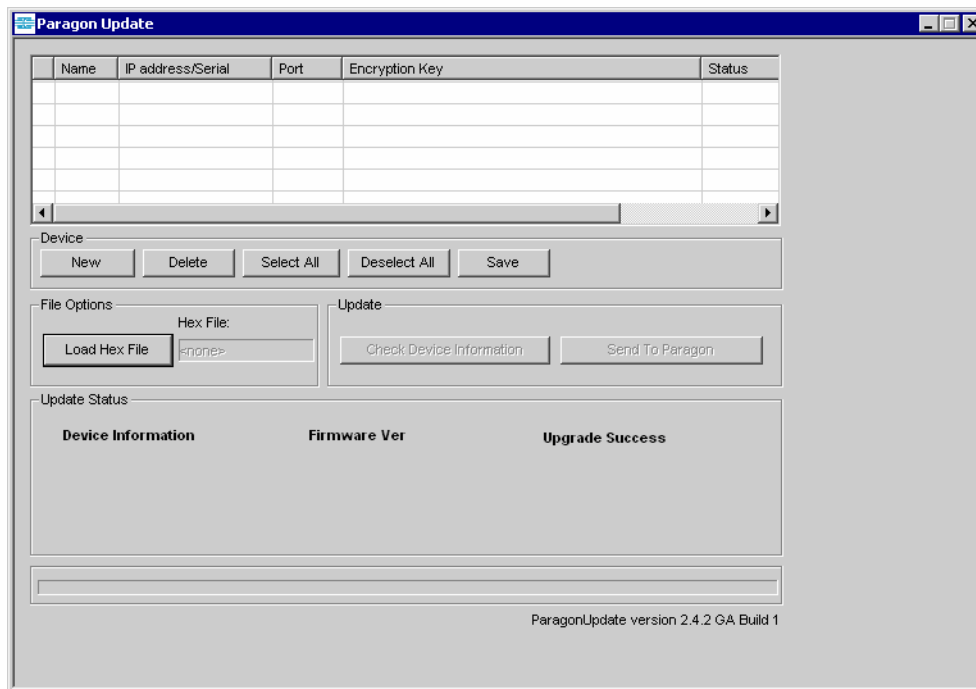 Paragon Update
Name IP address/Serial Port Encryption Key Status
Device
New Delete Select All Deselect All Save
File Options Update
Hex File:
Load Hex File <none> Check Device Information Send To Paragon
Update Status
Device Information Firmware Ver Upgrade Success
ParagonUpdate version 2.4.2 GA Build 1